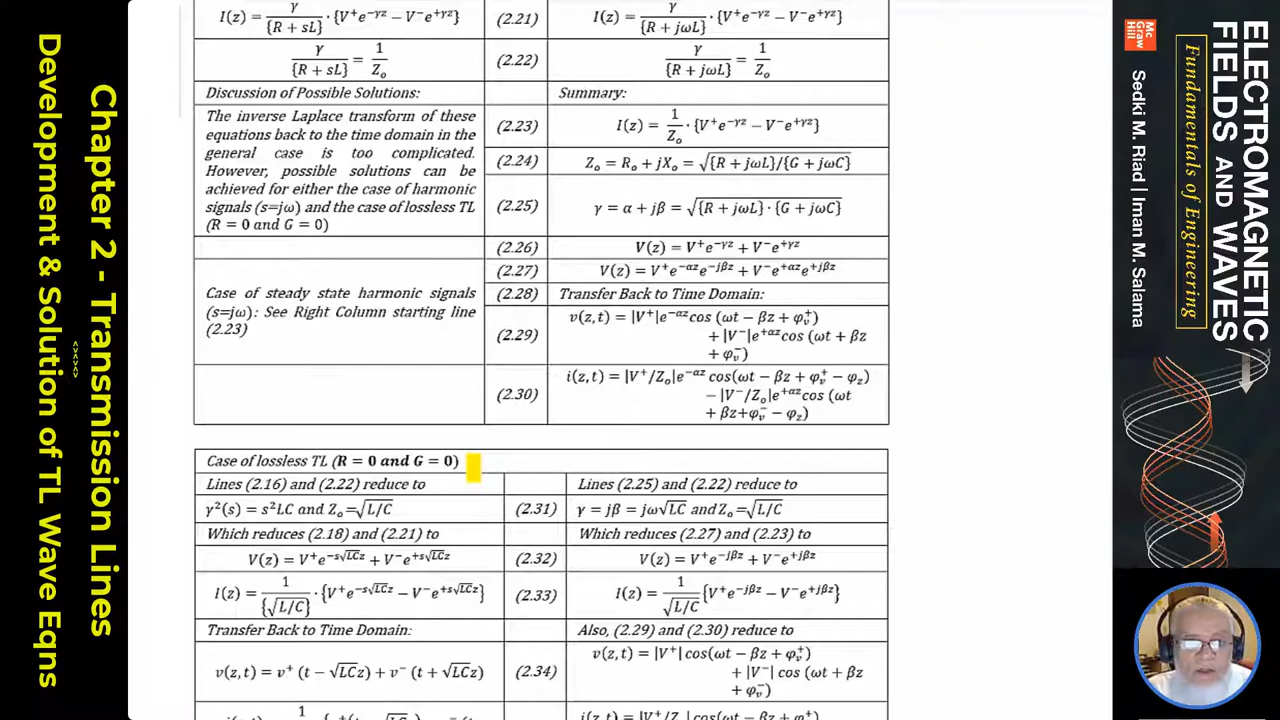 Chapter 2 - Transmission Lines
Development & Solution of TL Wave Eqns
I(z) = γ/{R + sL} · {V⁺e^−γz − V⁻e^+γz}
(2.21)
I(z) = γ/{R + jωL} · {V⁺e^−γz − V⁻e^+γz}
γ/{R + sL} = 1/Zₒ
(2.22)
γ/{R + jωL} = 1/Zₒ
Discussion of Possible Solutions:
Summary:
The inverse Laplace transform of these
equations back to the time domain in the
general case is too complicated.
However, possible solutions can be
achieved for either the case of harmonic
signals (s=jω) and the case of lossless TL
(R = 0 and G = 0)
(2.23)
I(z) = 1/Zₒ · {V⁺e^−γz − V⁻e^+γz}
(2.24)
Zₒ = Rₒ + jXₒ = √{R + jωL}/{G + jωC}
(2.25)
γ = α + jβ = √{R + jωL} · {G + jωC}
(2.26)
V(z) = V⁺e^−γz + V⁻e^+γz
Case of steady state harmonic signals
(s=jω): See Right Column starting line
(2.23)
(2.27)
V(z) = V⁺e^−αz e^−jβz + V⁻e^+αz e^+jβz
(2.28)
Transfer Back to Time Domain:
(2.29)
v(z,t) = |V⁺|e^−αz cos (ωt − βz + φᵥ⁺)
+ |V⁻|e^+αz cos (ωt + βz
+ φᵥ⁻)
(2.30)
i(z,t) = |V⁺/Zₒ|e^−αz cos(ωt − βz + φᵥ⁺ − φ_z)
− |V⁻/Zₒ|e^+αz cos (ωt
+ βz+φᵥ⁻ − φ_z)
Case of lossless TL (R = 0 and G = 0)
Lines (2.16) and (2.22) reduce to
Lines (2.25) and (2.22) reduce to
γ²(s) = s²LC and Zₒ=√L/C
(2.31)
γ = jβ = jω√LC and Zₒ=√L/C
Which reduces (2.18) and (2.21) to
Which reduces (2.27) and (2.23) to
V(z) = V⁺e^−s√LCz + V⁻e^+s√LCz
(2.32)
V(z) = V⁺e^−jβz + V⁻e^+jβz
I(z) = 1/{√L/C} · {V⁺e^−s√LCz − V⁻e^+s√LCz}
(2.33)
I(z) = 1/√L/C {V⁺e^−jβz − V⁻e^+jβz}
Transfer Back to Time Domain:
Also, (2.29) and (2.30) reduce to
v(z,t) = v⁺ (t − √LCz) + v⁻ (t + √LCz)
(2.34)
v(z,t) = |V⁺| cos(ωt − βz + φᵥ⁺)
+ |V⁻| cos (ωt + βz
+ φᵥ⁻)
Mc
Graw
Hill
ELECTROMAGNETIC
FIELDS AND WAVES
Fundamentals of Engineering
Sedki M. Riad | Iman M. Salama